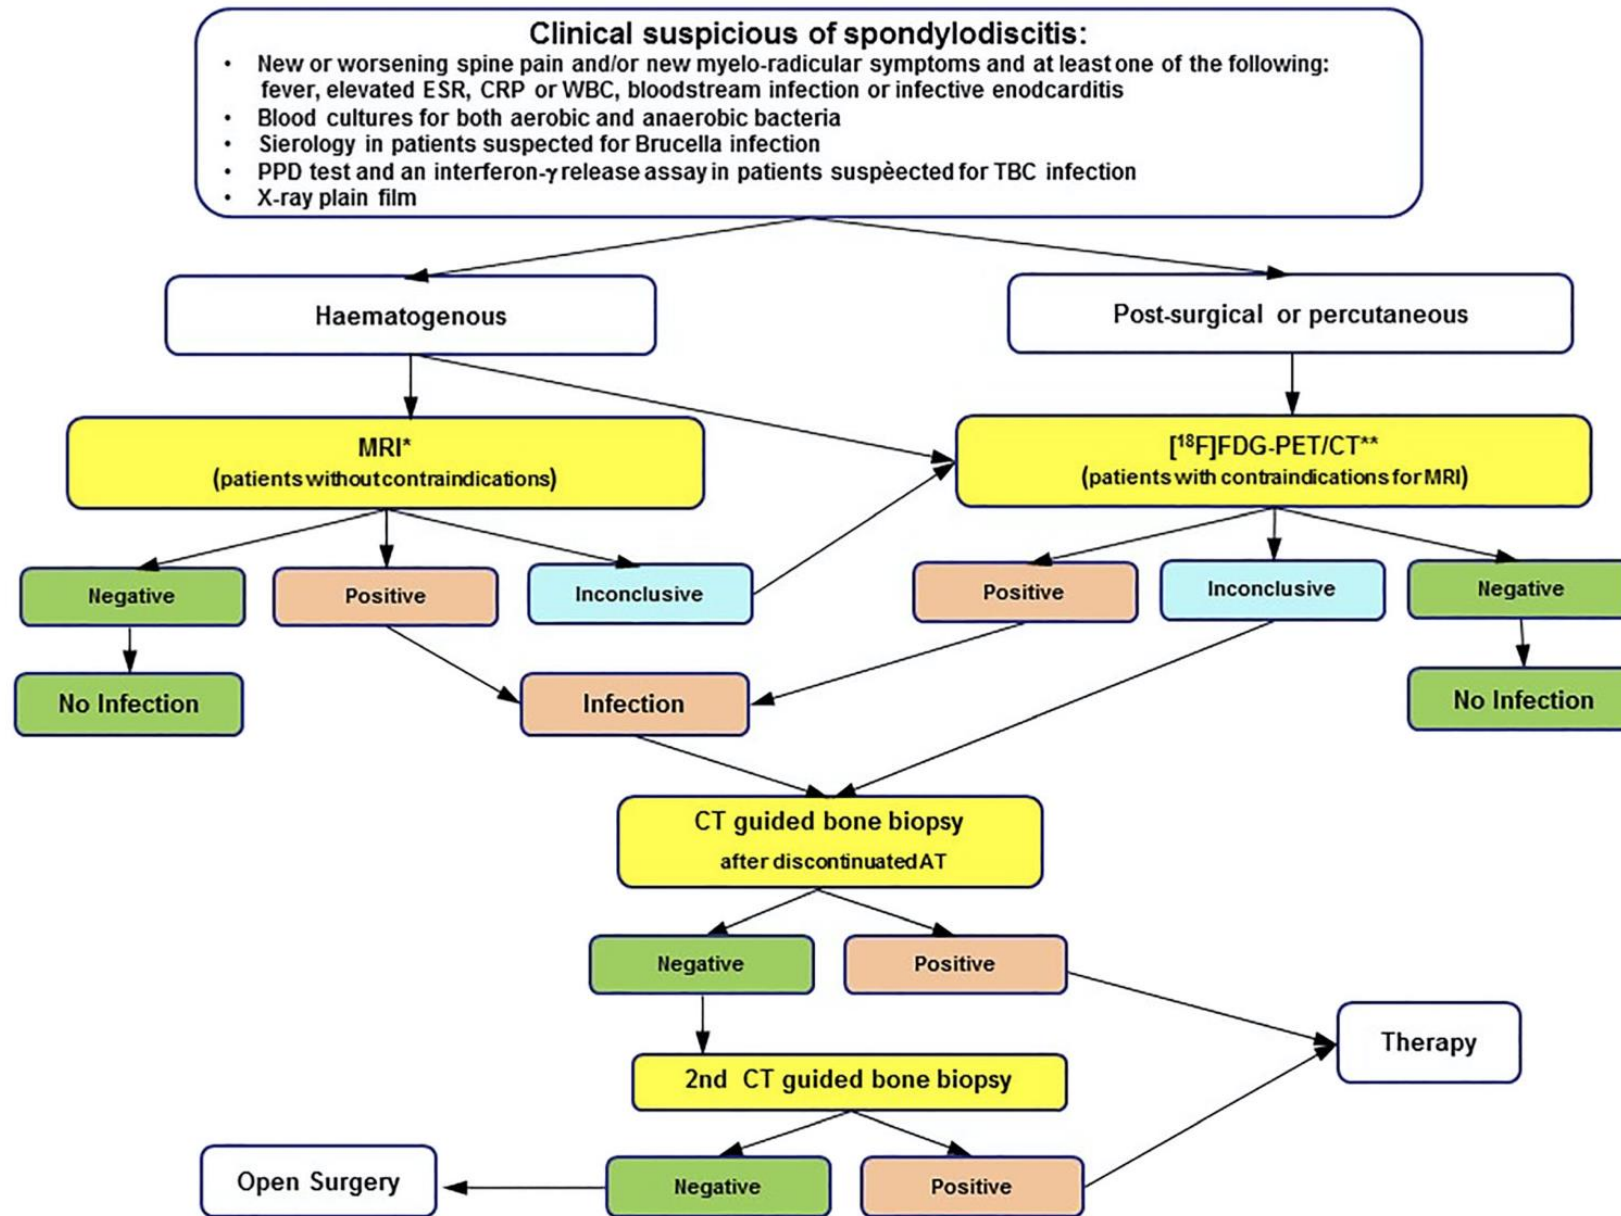 Clinical suspicious of spondylodiscitis:
• New or worsening spine pain and/or new myelo-radicular symptoms and at least one of the following:
fever, elevated ESR, CRP or WBC, bloodstream infection or infective enodcarditis
• Blood cultures for both aerobic and anaerobic bacteria
• Sierology in patients suspected for Brucella infection
• PPD test and an interferon-γ release assay in patients suspèected for TBC infection
• X-ray plain film
Haematogenous
Post-surgical or percutaneous
MRI*
(patients without contraindications)
[¹⁸F]FDG-PET/CT**
(patients with contraindications for MRI)
Negative
Positive
Inconclusive
Positive
Inconclusive
Negative
No Infection
Infection
No Infection
CT guided bone biopsy
after discontinuated AT
Negative
Positive
Therapy
2nd CT guided bone biopsy
Open Surgery
Negative
Positive